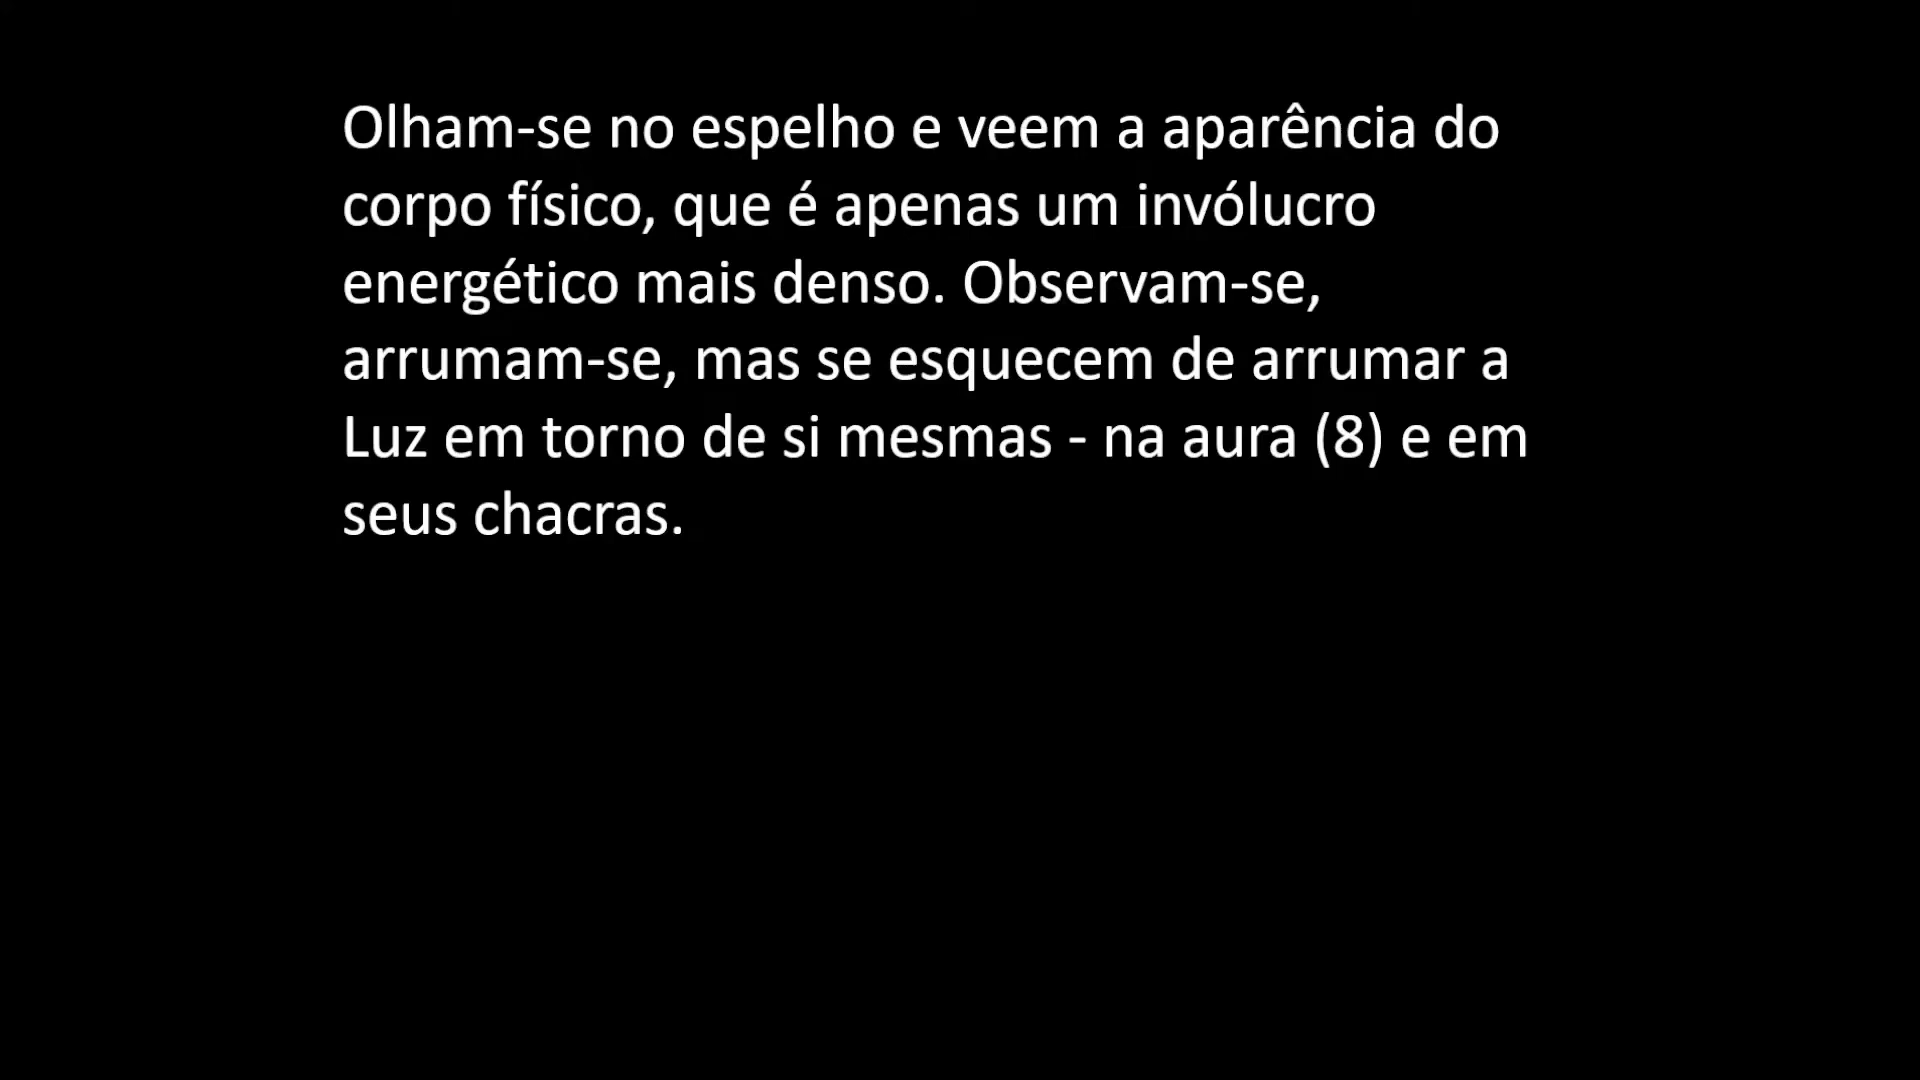 Olham-se no espelho e veem a aparência do
corpo físico, que é apenas um invólucro
energético mais denso. Observam-se,
arrumam-se, mas se esquecem de arrumar a
Luz em torno de si mesmas - na aura (8) e em
seus chacras.